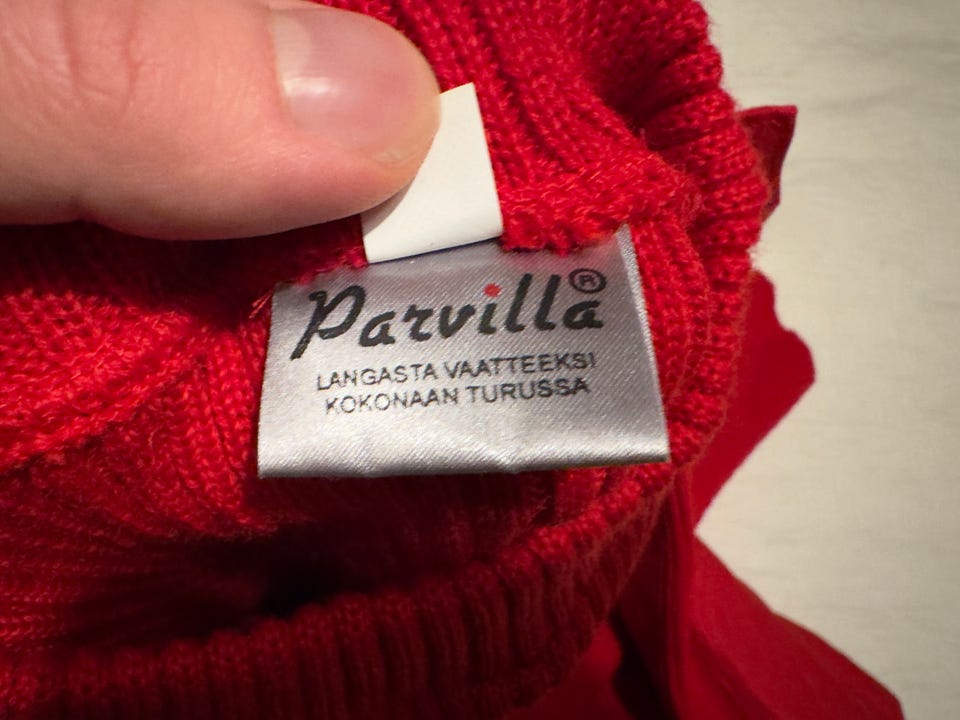 Parvilla®
LANGASTA VAATTEEKSI
KOKONAAN TURUSSA